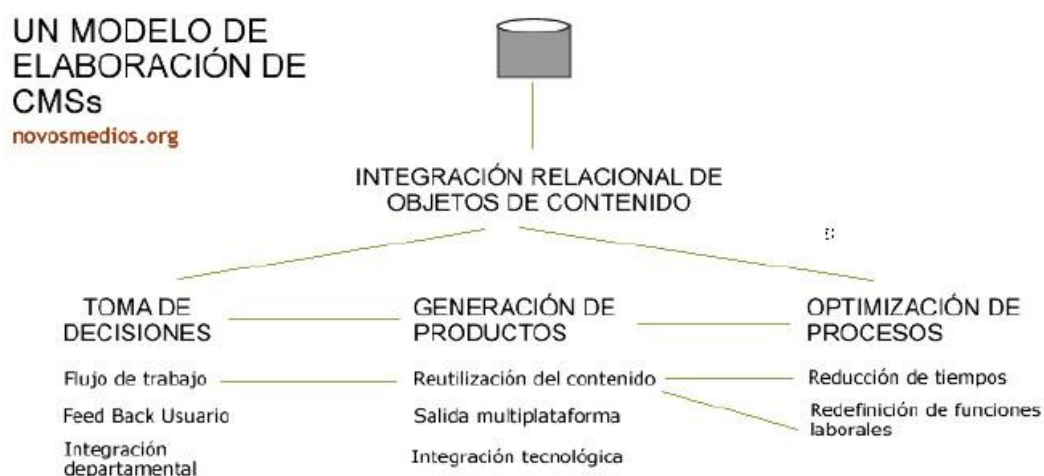 UN MODELO DE
ELABORACIÓN DE
CMSs
novosmedios.org
INTEGRACIÓN RELACIONAL DE
OBJETOS DE CONTENIDO
TOMA DE
DECISIONES
GENERACIÓN DE
PRODUCTOS
OPTIMIZACIÓN DE
PROCESOS
Flujo de trabajo
Reutilización del contenido
Reducción de tiempos
Feed Back Usuario
Salida multiplataforma
Redefinición de funciones
laborales
Integración
departamental
Integración tecnológica